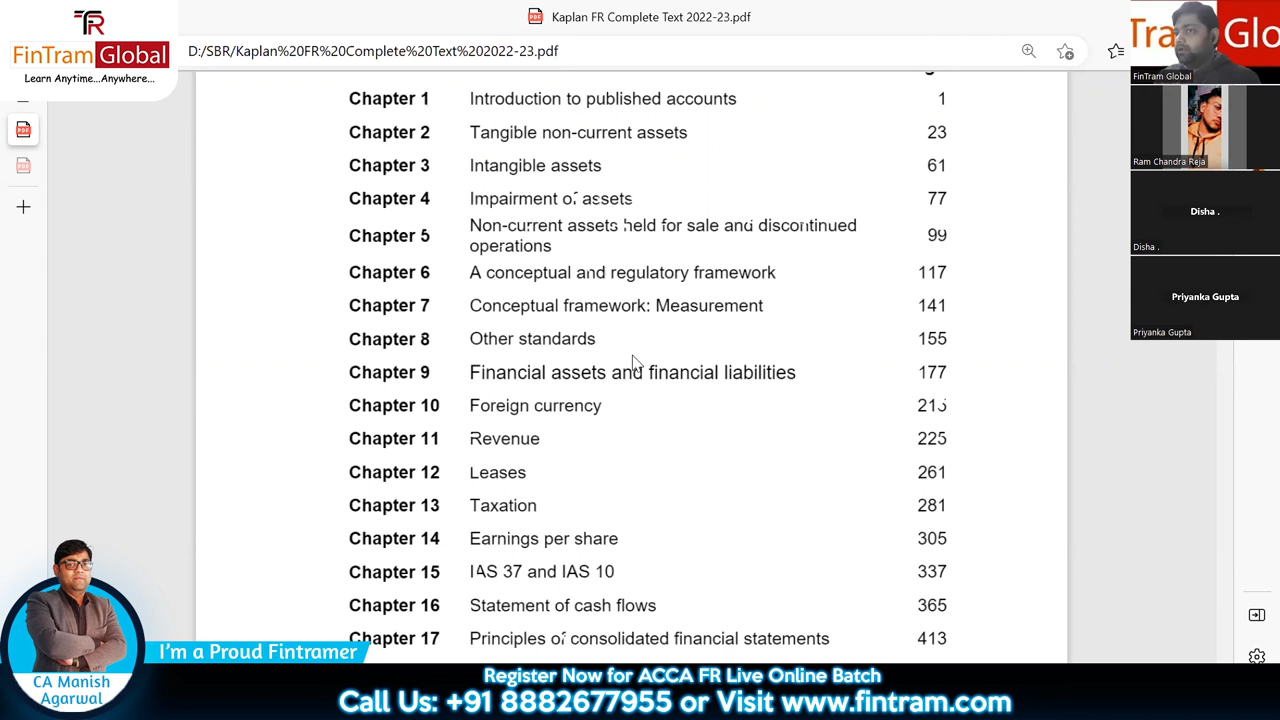 FR
FinTram Global
Learn Anytime...Anywhere...
Kaplan FR Complete Text 2022-23.pdf
D:/SBR/Kaplan%20FR%20Complete%20Text%202022-23.pdf
Chapter 1 Introduction to published accounts 1
Chapter 2 Tangible non-current assets 23
Chapter 3 Intangible assets 61
Chapter 4 Impairment of assets 77
Chapter 5 Non-current assets held for sale and discontinued operations 99
Chapter 6 A conceptual and regulatory framework 117
Chapter 7 Conceptual framework: Measurement 141
Chapter 8 Other standards 155
Chapter 9 Financial assets and financial liabilities 177
Chapter 10 Foreign currency 215
Chapter 11 Revenue 225
Chapter 12 Leases 261
Chapter 13 Taxation 281
Chapter 14 Earnings per share 305
Chapter 15 IAS 37 and IAS 10 337
Chapter 16 Statement of cash flows 365
Chapter 17 Principles of consolidated financial statements 413
Tra Glo
FinTram Global
Ram Chandra Reja
Disha .
Disha .
Priyanka Gupta
Priyanka Gupta
I'm a Proud Fintramer
CA Manish
Agarwal
Register Now for ACCA FR Live Online Batch
Call Us: +91 8882677955 or Visit www.fintram.com